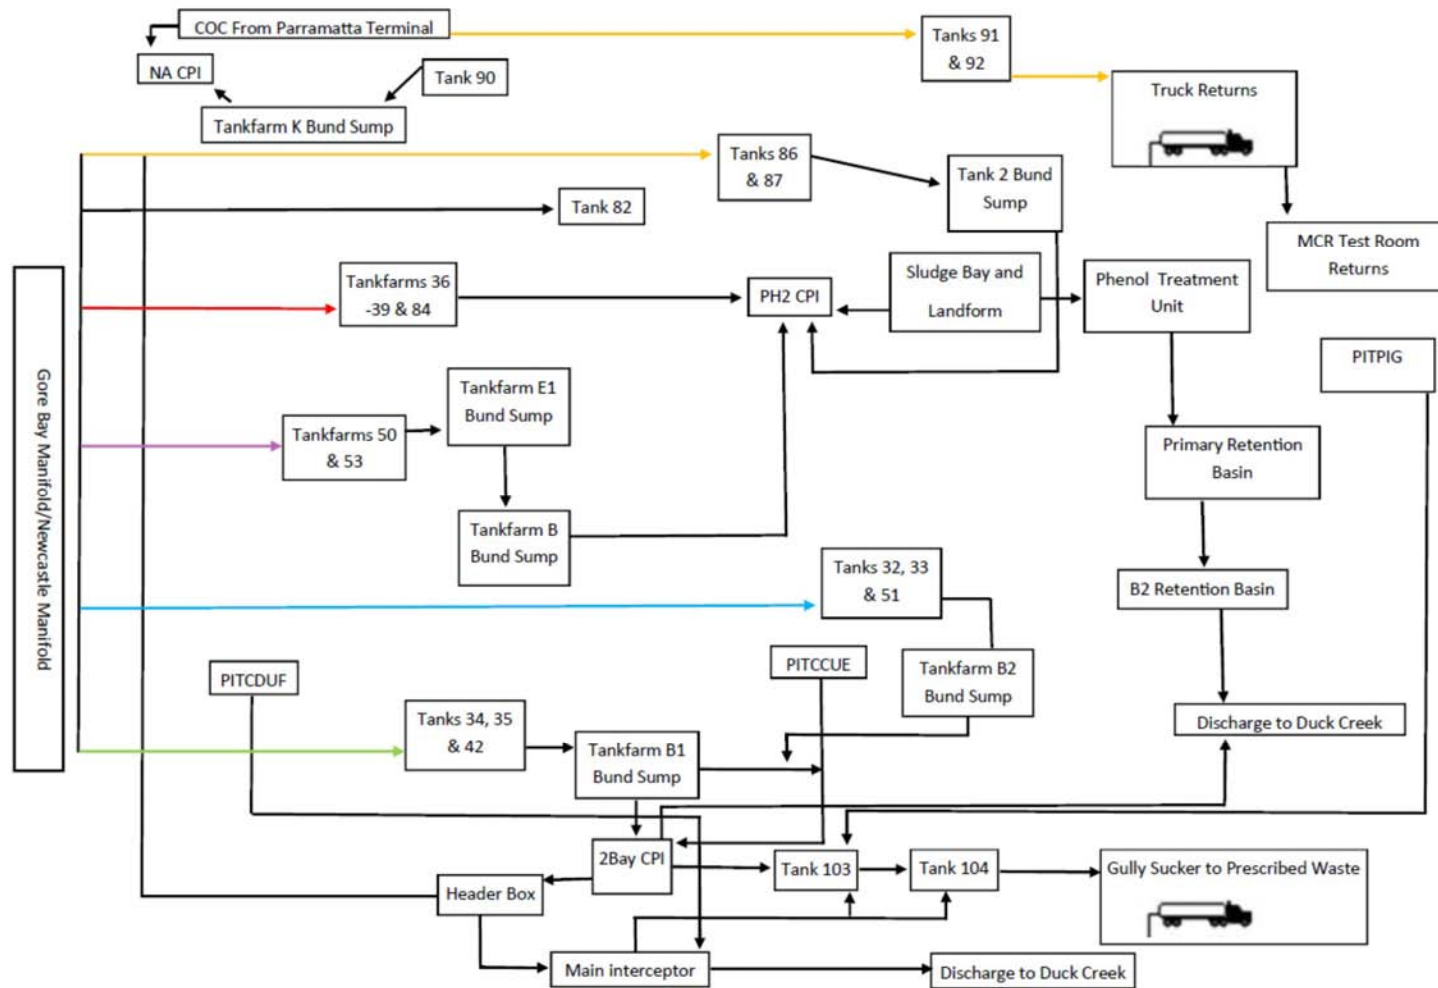 COC From Parramatta Terminal
Tanks 91
& 92
NA CPI
Tank 90
Truck Returns
Tankfarm K Bund Sump
Tanks 86
& 87
Tank 2 Bund
Sump
Tank 82
MCR Test Room
Returns
Gore Bay Manifold/Newcastle Manifold
Tankfarms 36
-39 & 84
PH2 CPI
Sludge Bay and
Landform
Phenol Treatment
Unit
PITPIG
Tankfarm E1
Bund Sump
Tankfarms 50
& 53
Primary Retention
Basin
Tankfarm B
Bund Sump
Tanks 32, 33
& 51
B2 Retention Basin
PITCDUF
PITCCUE
Tankfarm B2
Bund Sump
Tanks 34, 35
& 42
Discharge to Duck Creek
Tankfarm B1
Bund Sump
2Bay CPI
Tank 103
Tank 104
Gully Sucker to Prescribed Waste
Header Box
Main interceptor
Discharge to Duck Creek